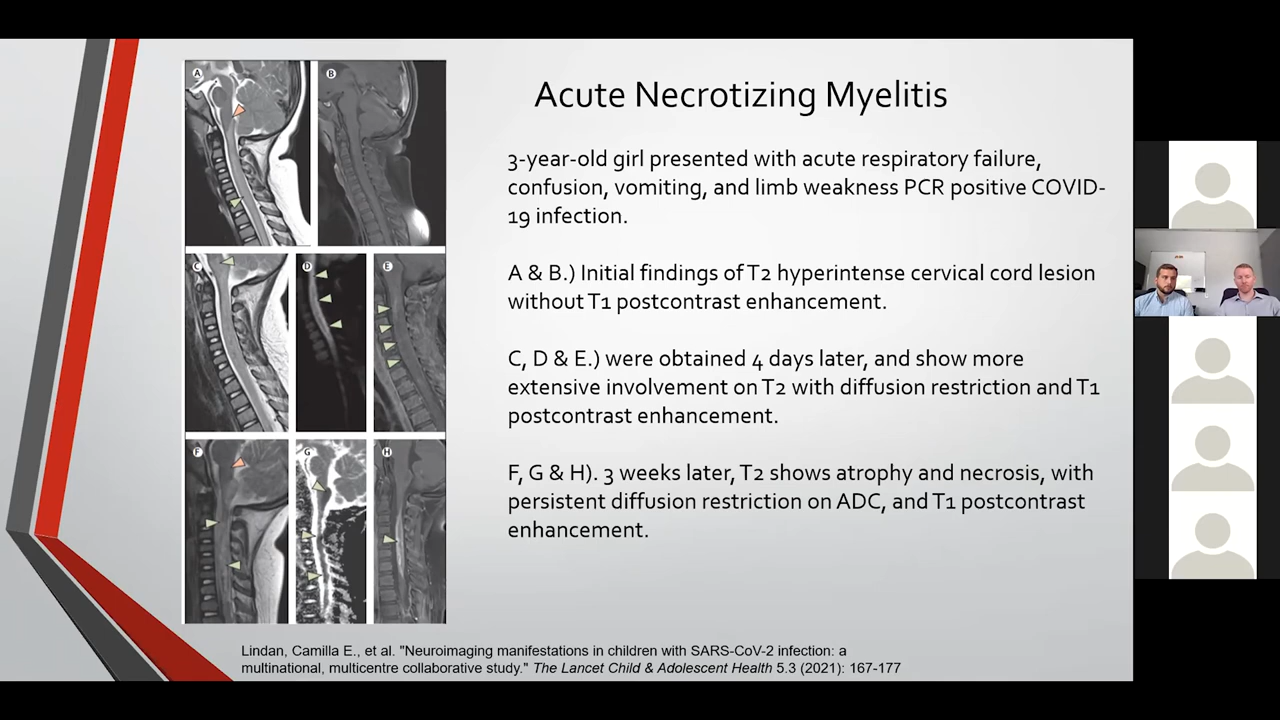 Acute Necrotizing Myelitis
3-year-old girl presented with acute respiratory failure,
confusion, vomiting, and limb weakness PCR positive COVID-
19 infection.
A & B.) Initial findings of T2 hyperintense cervical cord lesion
without T1 postcontrast enhancement.
C, D & E.) were obtained 4 days later, and show more
extensive involvement on T2 with diffusion restriction and T1
postcontrast enhancement.
F, G & H). 3 weeks later, T2 shows atrophy and necrosis, with
persistent diffusion restriction on ADC, and T1 postcontrast
enhancement.
A
B
C
D
E
F
G
H
Lindan, Camilla E., et al. "Neuroimaging manifestations in children with SARS-CoV-2 infection: a
multinational, multicentre collaborative study." The Lancet Child & Adolescent Health 5.3 (2021): 167-177